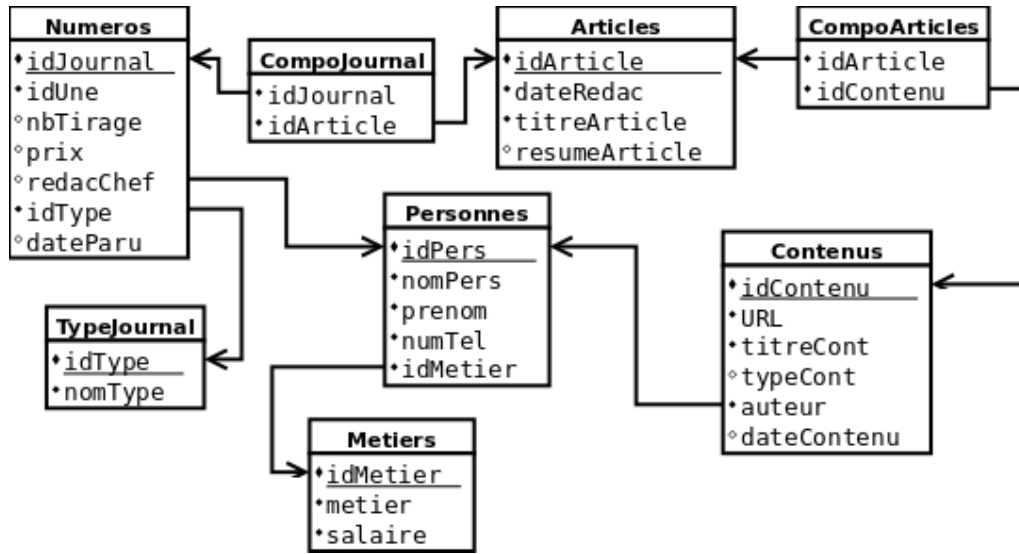 Numeros
idJournal
idUne
nbTirage
prix
redacChef
idType
dateParu
CompoJournal
idJournal
idArticle
Articles
idArticle
dateRedac
titreArticle
resumeArticle
CompoArticles
idArticle
idContenu
Personnes
idPers
nomPers
prenom
numTel
idMetier
Contenus
idContenu
URL
titreCont
typeCont
auteur
dateContenu
TypeJournal
idType
nomType
Metiers
idMetier
metier
salaire